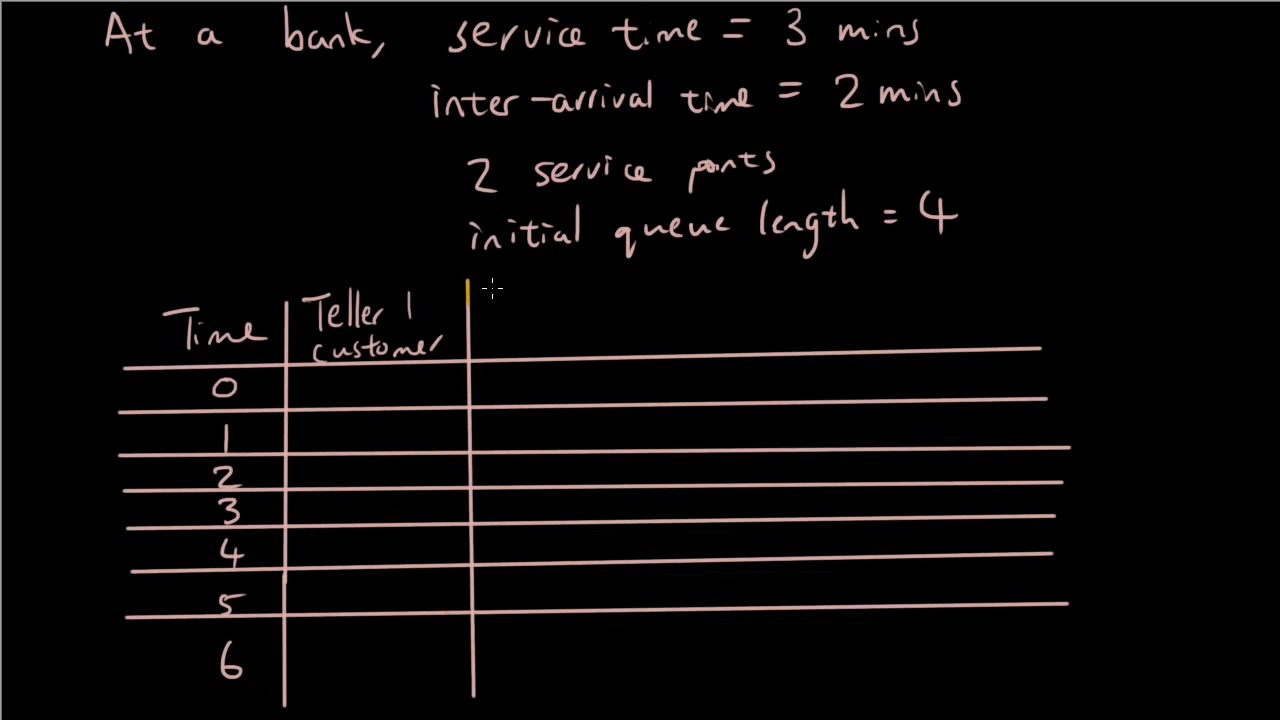 At a bank, service time = 3 mins
inter-arrival time = 2 mins
2 service points
initial queue length = 4
Time
Teller 1
customer
0
1
2
3
4
5
6